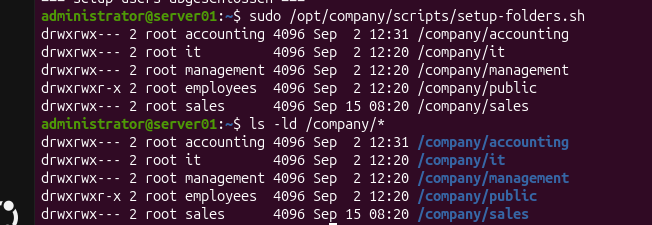 === setup-users abgeschlossen ===
administrator@server01:~$ sudo /opt/company/scripts/setup-folders.sh
drwxrwx--- 2 root accounting 4096 Sep  2 12:31 /company/accounting
drwxrwx--- 2 root it         4096 Sep  2 12:20 /company/it
drwxrwx--- 2 root management 4096 Sep  2 12:20 /company/management
drwxrwxr-x 2 root employees  4096 Sep  2 12:20 /company/public
drwxrwx--- 2 root sales      4096 Sep 15 08:20 /company/sales
administrator@server01:~$ ls -ld /company/*
drwxrwx--- 2 root accounting 4096 Sep  2 12:31 /company/accounting
drwxrwx--- 2 root it         4096 Sep  2 12:20 /company/it
drwxrwx--- 2 root management 4096 Sep  2 12:20 /company/management
drwxrwxr-x 2 root employees  4096 Sep  2 12:20 /company/public
drwxrwx--- 2 root sales      4096 Sep 15 08:20 /company/sales